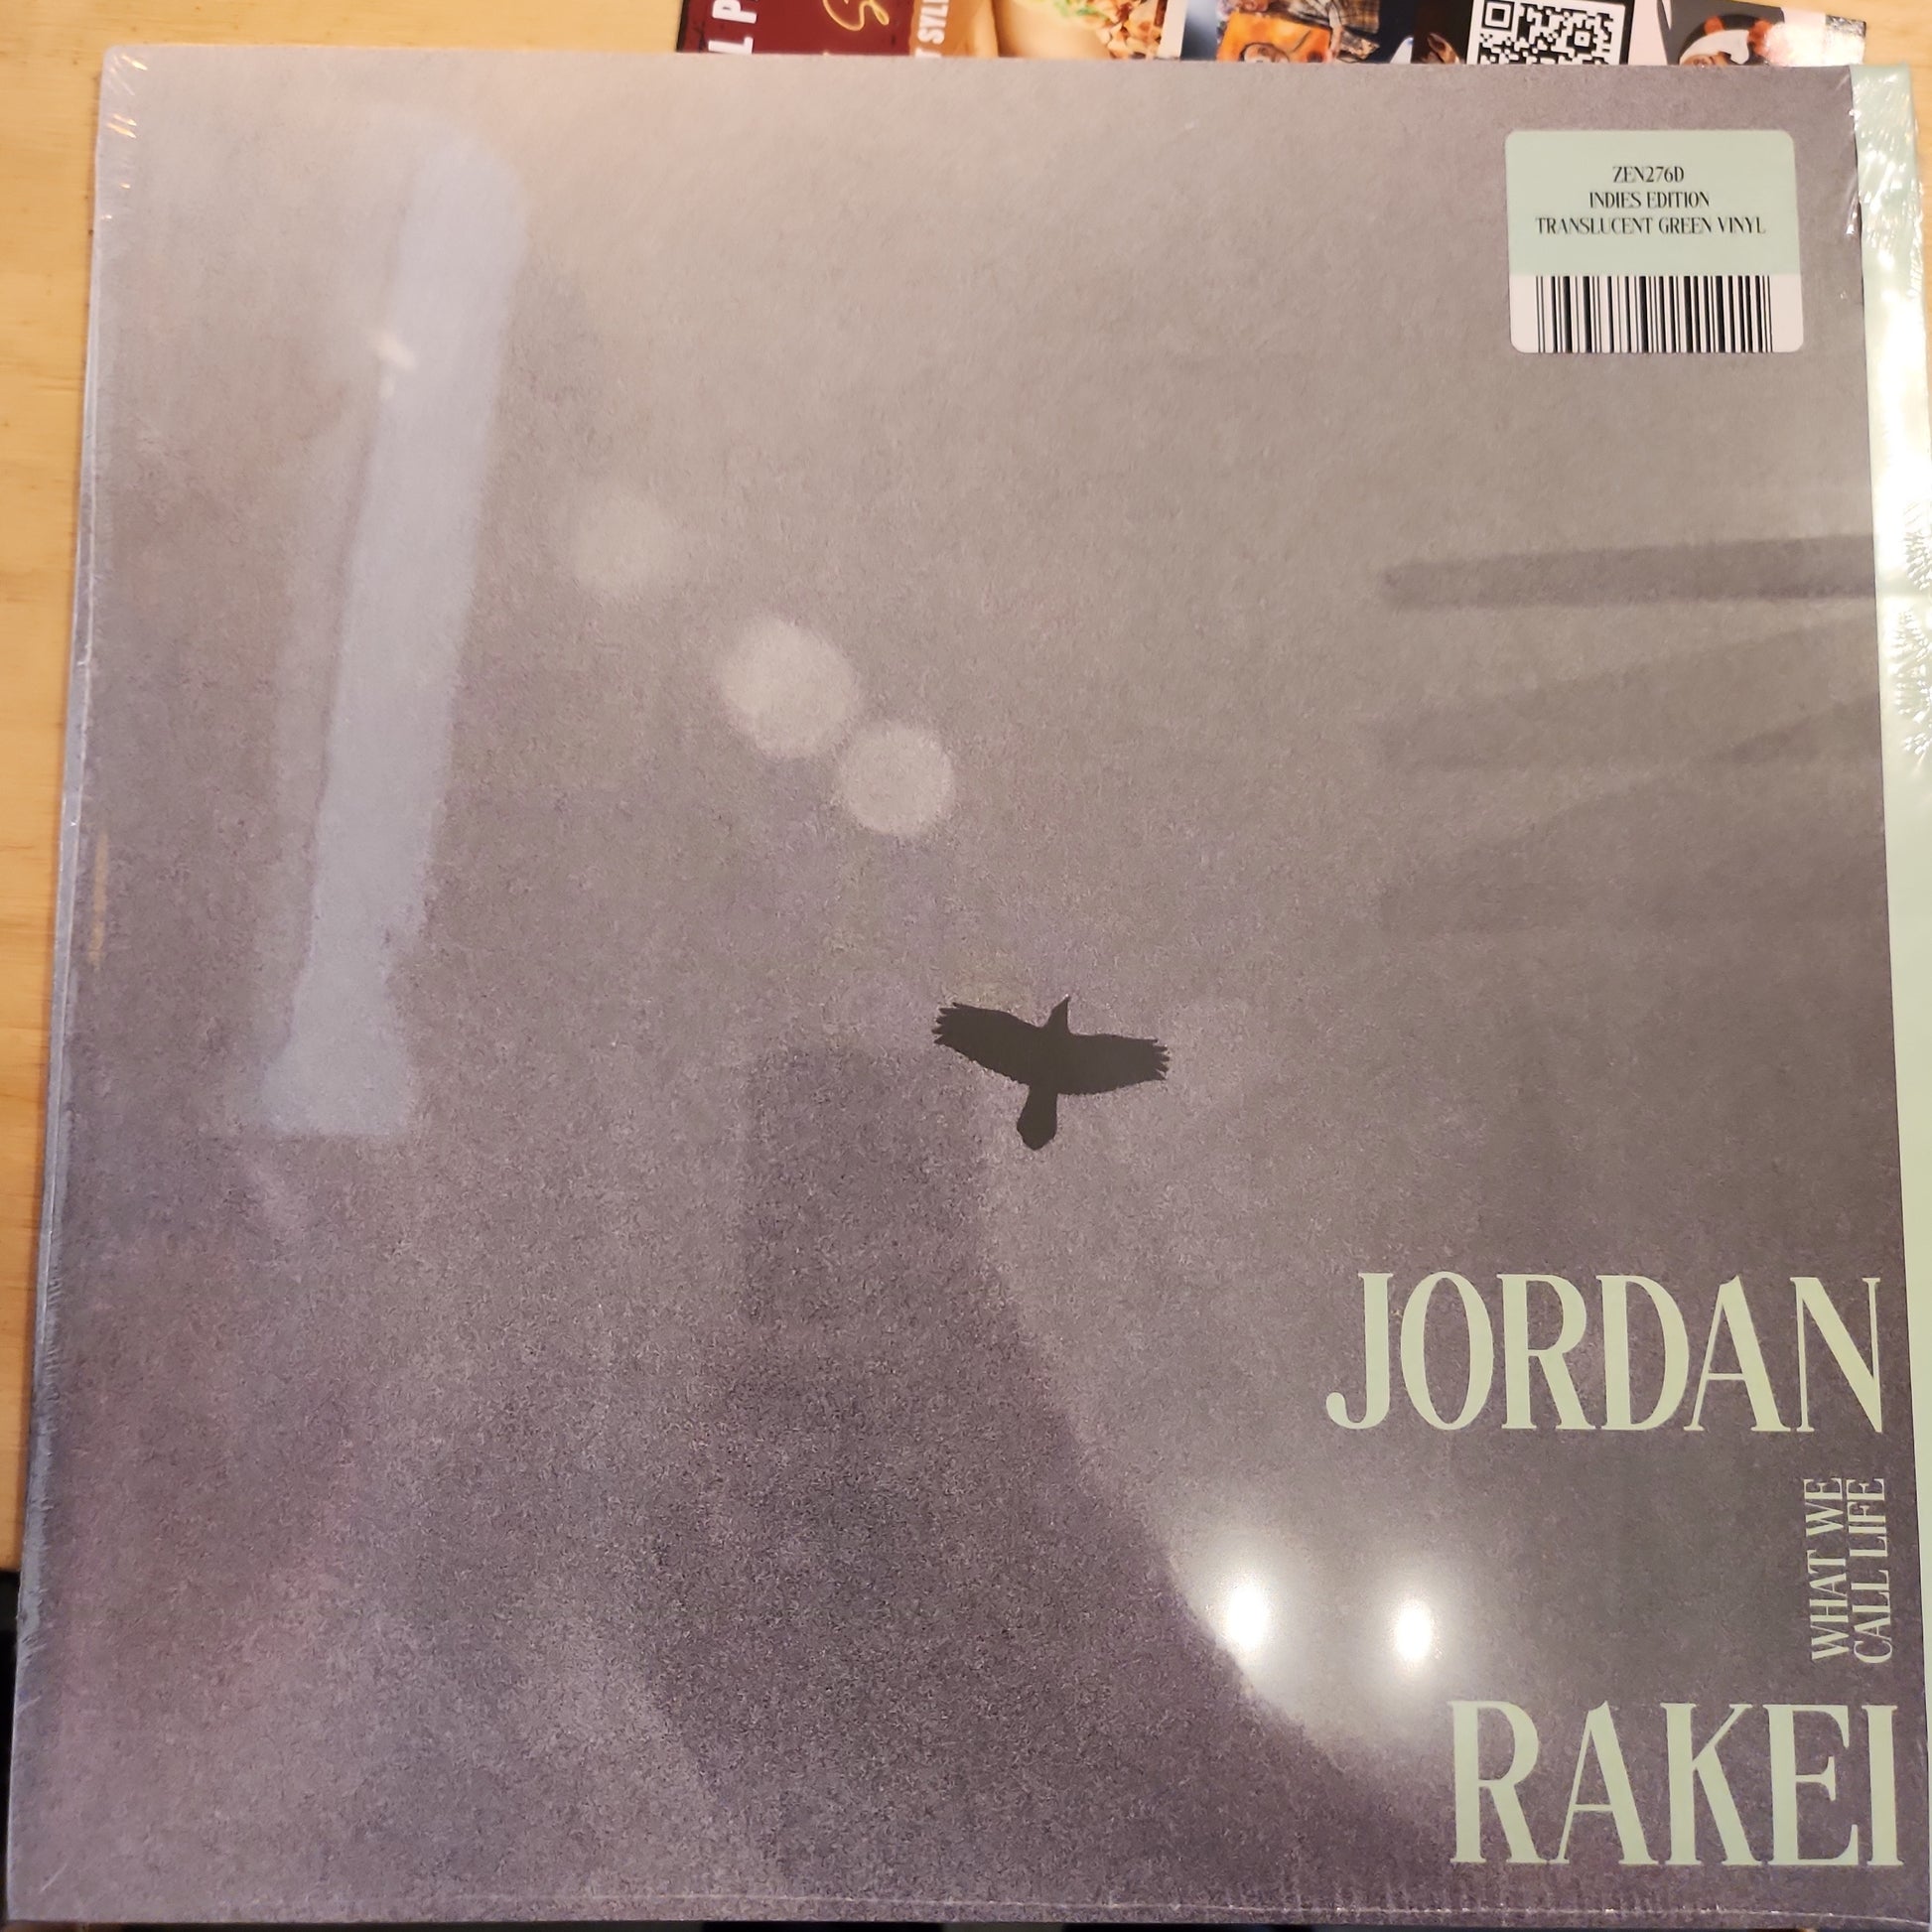 ZEN276D
INDIES EDITION
TRANSLUCENT GREEN VINYL
JORDAN
WHAT WE
CALL LIFE
RAKEI